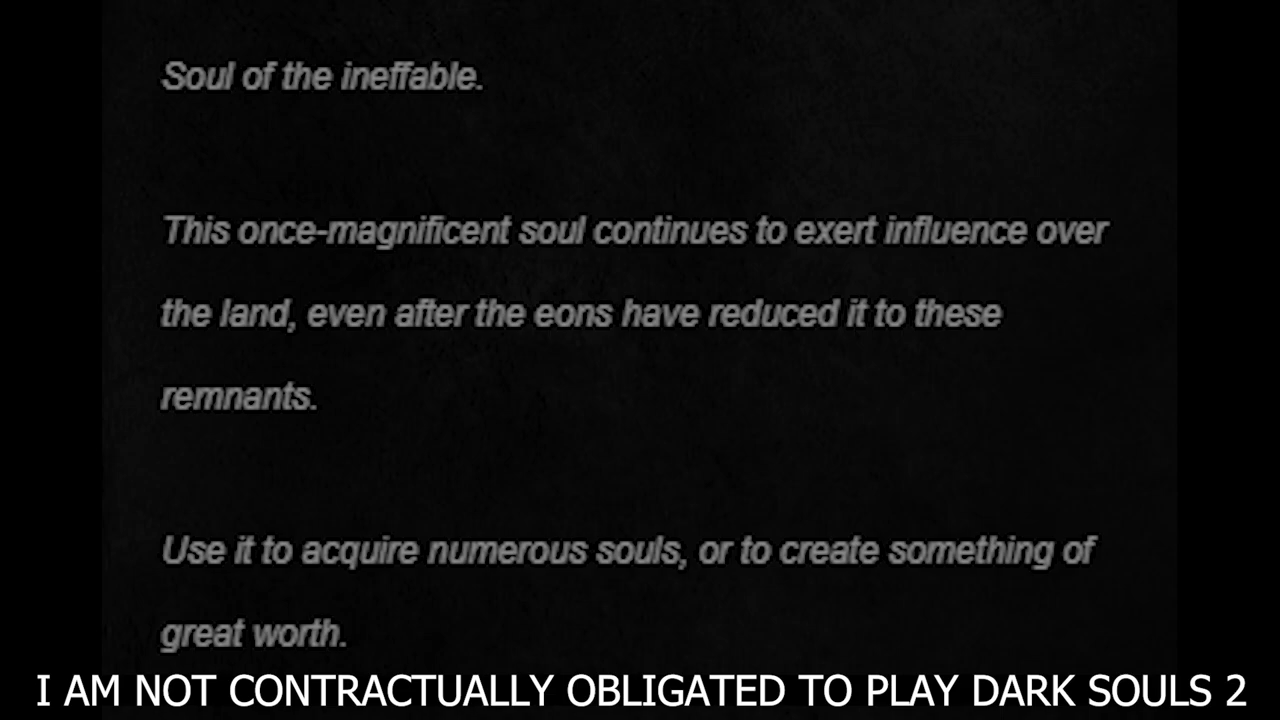 Soul of the ineffable.
This once-magnificent soul continues to exert influence over
the land, even after the eons have reduced it to these
remnants.
Use it to acquire numerous souls, or to create something of
great worth.
I AM NOT CONTRACTUALLY OBLIGATED TO PLAY DARK SOULS 2